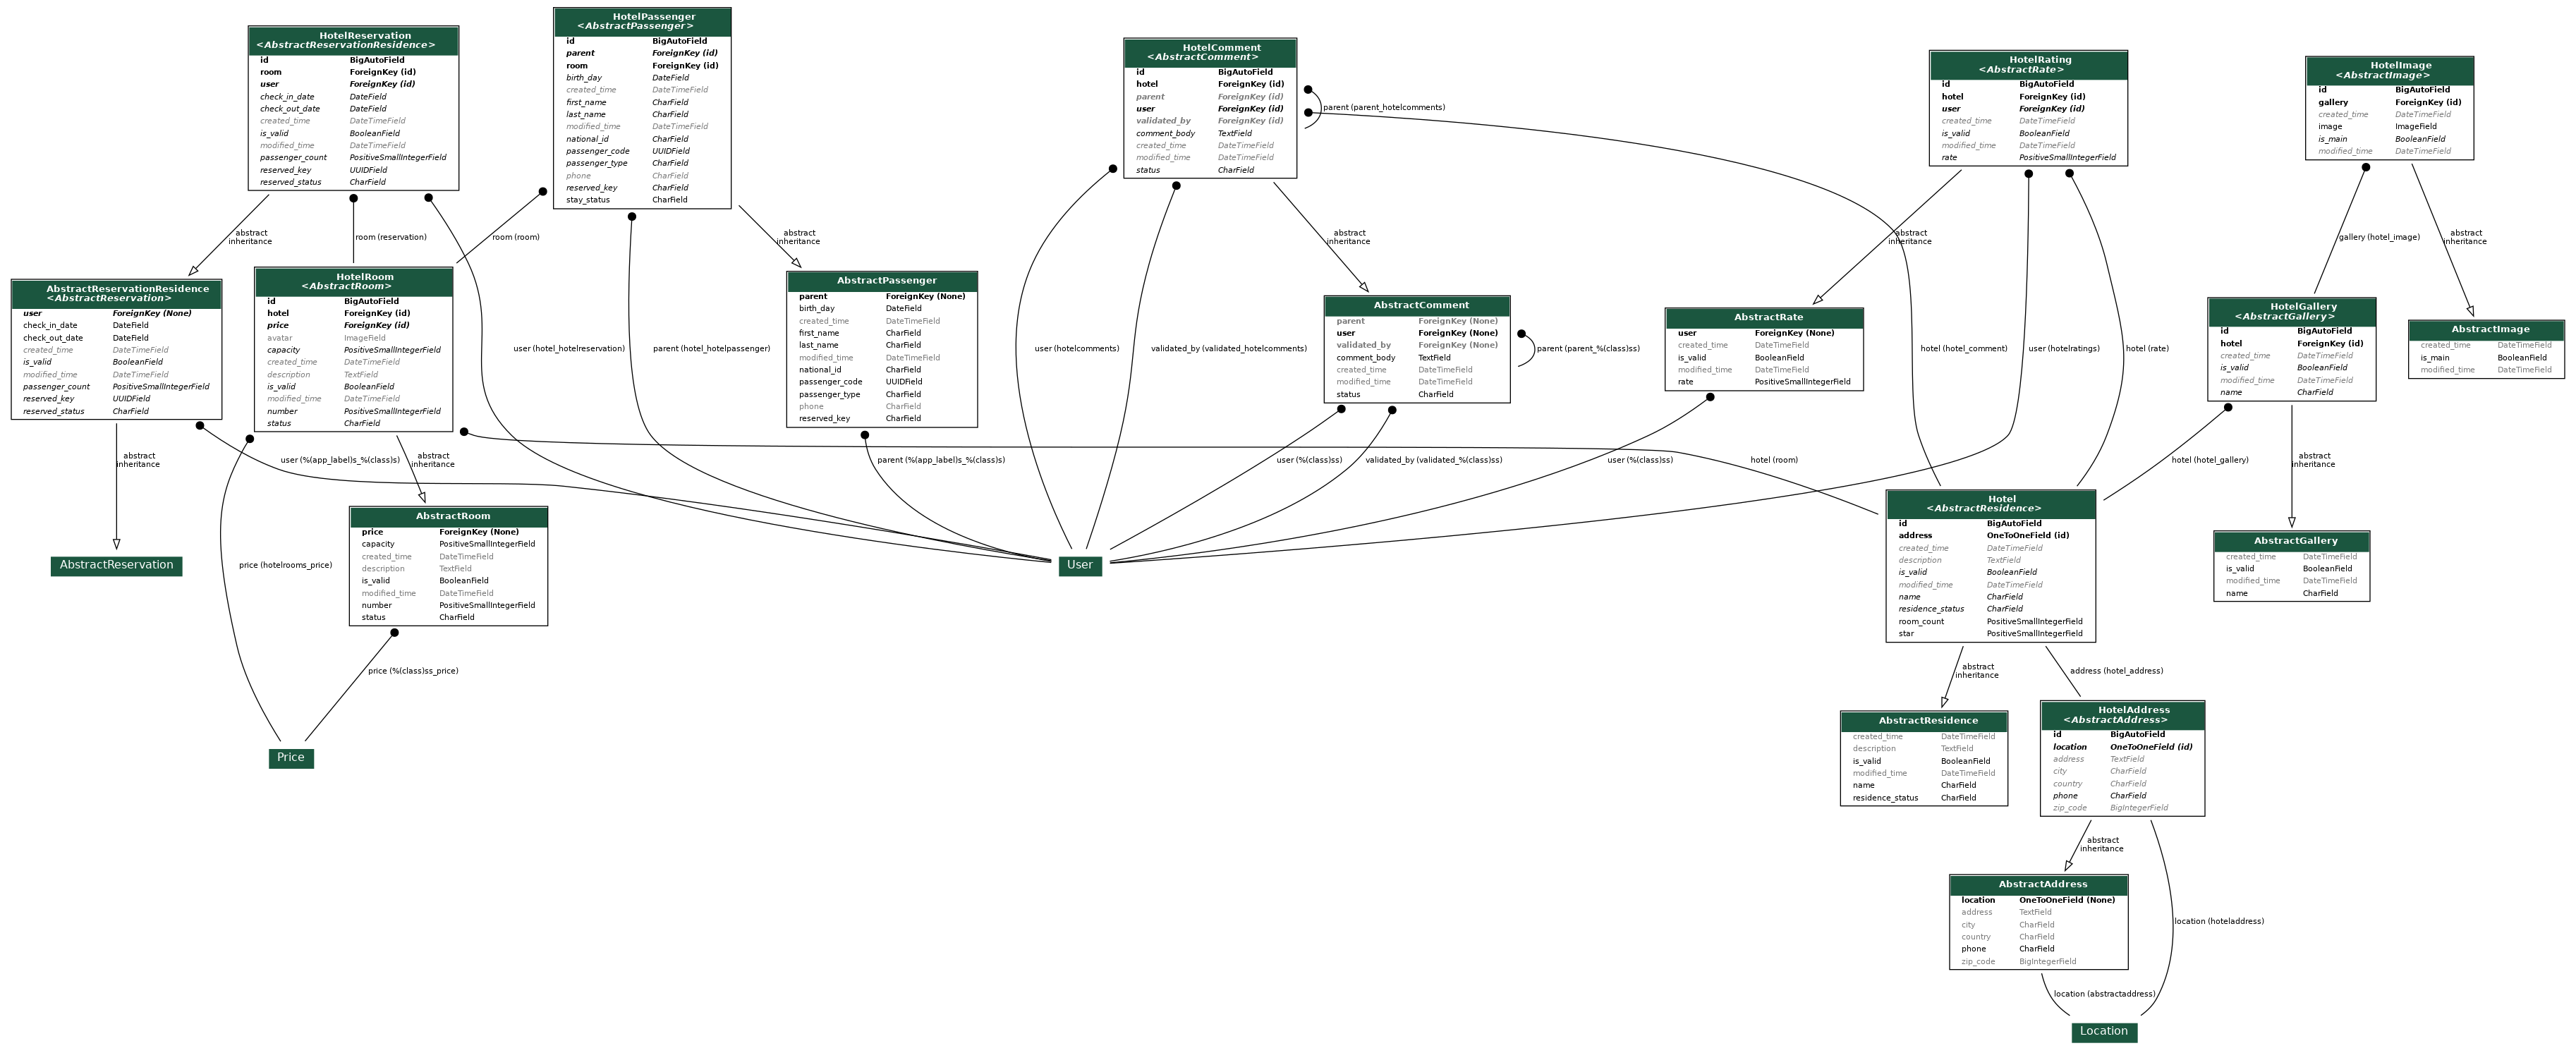 HotelReservation
<AbstractReservationResidence>
id BigAutoField
room ForeignKey (id)
user ForeignKey (id)
check_in_date DateField
check_out_date DateField
created_time DateTimeField
is_valid BooleanField
modified_time DateTimeField
passenger_count PositiveSmallIntegerField
reserved_key UUIDField
reserved_status CharField
HotelPassenger
<AbstractPassenger>
id BigAutoField
parent ForeignKey (id)
room ForeignKey (id)
birth_day DateField
created_time DateTimeField
first_name CharField
last_name CharField
modified_time DateTimeField
national_id CharField
passenger_code UUIDField
passenger_type CharField
phone CharField
reserved_key CharField
stay_status CharField
HotelComment
<AbstractComment>
id BigAutoField
hotel ForeignKey (id)
parent ForeignKey (id)
user ForeignKey (id)
validated_by ForeignKey (id)
comment_body TextField
created_time DateTimeField
modified_time DateTimeField
status CharField
parent (parent_hotelcomments)
HotelRating
<AbstractRate>
id BigAutoField
hotel ForeignKey (id)
user ForeignKey (id)
created_time DateTimeField
is_valid BooleanField
modified_time DateTimeField
rate PositiveSmallIntegerField
HotelImage
<AbstractImage>
id BigAutoField
gallery ForeignKey (id)
created_time DateTimeField
image ImageField
is_main BooleanField
modified_time DateTimeField
abstract
inheritance
room (reservation)
room (room)
abstract
inheritance
abstract
inheritance
abstract
inheritance
gallery (hotel_image)
abstract
inheritance
AbstractReservationResidence
<AbstractReservation>
user ForeignKey (None)
check_in_date DateField
check_out_date DateField
created_time DateTimeField
is_valid BooleanField
modified_time DateTimeField
passenger_count PositiveSmallIntegerField
reserved_key UUIDField
reserved_status CharField
HotelRoom
<AbstractRoom>
id BigAutoField
hotel ForeignKey (id)
price ForeignKey (id)
avatar ImageField
capacity PositiveSmallIntegerField
created_time DateTimeField
description TextField
is_valid BooleanField
modified_time DateTimeField
number PositiveSmallIntegerField
status CharField
user (hotel_hotelreservation)
parent (hotel_hotelpassenger)
AbstractPassenger
parent ForeignKey (None)
birth_day DateField
created_time DateTimeField
first_name CharField
last_name CharField
modified_time DateTimeField
national_id CharField
passenger_code UUIDField
passenger_type CharField
phone CharField
reserved_key CharField
user (hotelcomments)
validated_by (validated_hotelcomments)
AbstractComment
parent ForeignKey (None)
user ForeignKey (None)
validated_by ForeignKey (None)
comment_body TextField
created_time DateTimeField
modified_time DateTimeField
status CharField
parent (parent_%(class)ss)
AbstractRate
user ForeignKey (None)
created_time DateTimeField
is_valid BooleanField
modified_time DateTimeField
rate PositiveSmallIntegerField
hotel (hotel_comment)
user (hotelratings)
hotel (rate)
HotelGallery
<AbstractGallery>
id BigAutoField
hotel ForeignKey (id)
created_time DateTimeField
is_valid BooleanField
modified_time DateTimeField
name CharField
AbstractImage
created_time DateTimeField
is_main BooleanField
modified_time DateTimeField
abstract
inheritance
user (%(app_label)s_%(class)s)
abstract
inheritance
parent (%(app_label)s_%(class)s)
user (%(class)ss)
validated_by (validated_%(class)ss)
user (%(class)ss)
hotel (room)
hotel (hotel_gallery)
abstract
inheritance
AbstractReservation
price (hotelrooms_price)
AbstractRoom
price ForeignKey (None)
capacity PositiveSmallIntegerField
created_time DateTimeField
description TextField
is_valid BooleanField
modified_time DateTimeField
number PositiveSmallIntegerField
status CharField
User
Hotel
<AbstractResidence>
id BigAutoField
address OneToOneField (id)
created_time DateTimeField
description TextField
is_valid BooleanField
modified_time DateTimeField
name CharField
residence_status CharField
room_count PositiveSmallIntegerField
star PositiveSmallIntegerField
AbstractGallery
created_time DateTimeField
is_valid BooleanField
modified_time DateTimeField
name CharField
price (%(class)ss_price)
abstract
inheritance
address (hotel_address)
Price
AbstractResidence
created_time DateTimeField
description TextField
is_valid BooleanField
modified_time DateTimeField
name CharField
residence_status CharField
HotelAddress
<AbstractAddress>
id BigAutoField
location OneToOneField (id)
address TextField
city CharField
country CharField
phone CharField
zip_code BigIntegerField
abstract
inheritance
AbstractAddress
location OneToOneField (None)
address TextField
city CharField
country CharField
phone CharField
zip_code BigIntegerField
location (hoteladdress)
location (abstractaddress)
Location